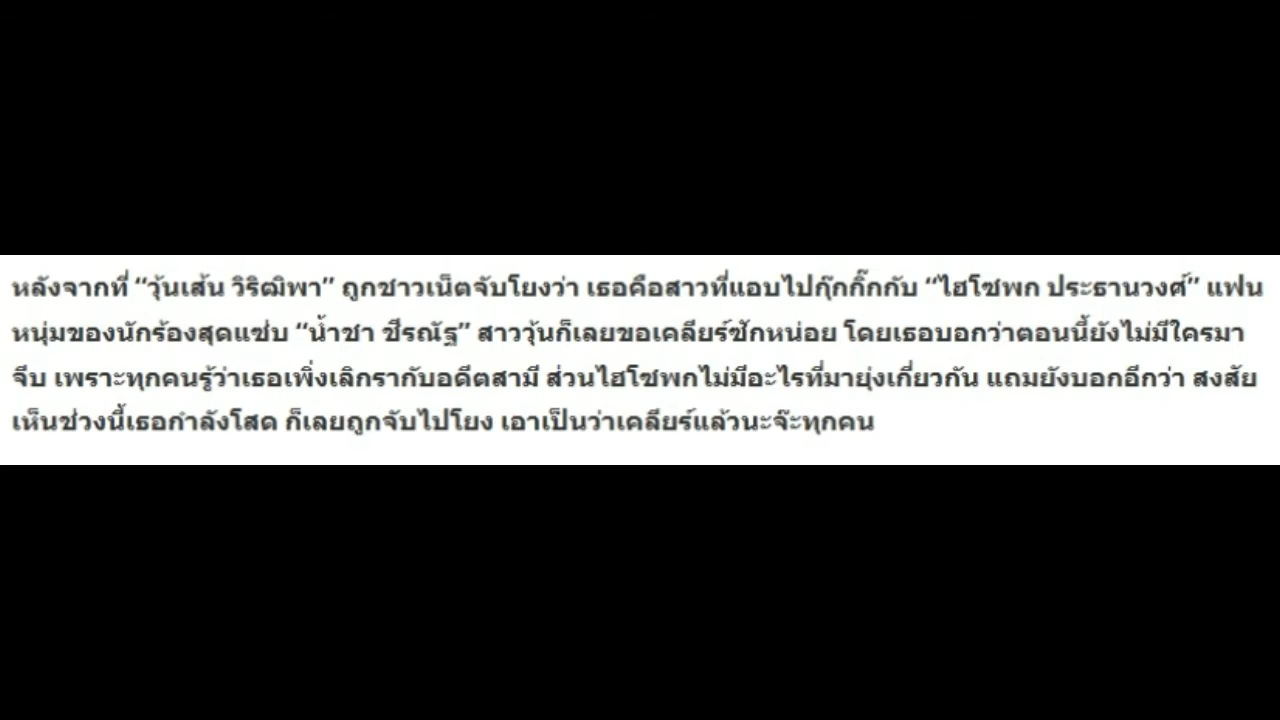 หลังจากที่ “วุ้นเส้น วิริฒิพา” ถูกชาวเน็ตจับโยงว่า เธอคือสาวที่แอบไปกุ๊กกิ๊กกับ “ไฮโซพก ประธานวงศ์” แฟน
หนุ่มของนักร้องสุดแซ่บ “น้ำชา ชีรณัฐ” สาววุ้นก็เลยขอเคลียร์ซักหน่อย โดยเธอบอกว่าตอนนี้ยังไม่มีใครมา
จีบ เพราะทุกคนรู้ว่าเธอเพิ่งเลิกรากับอดีตสามี ส่วนไฮโซพกไม่มีอะไรที่มายุ่งเกี่ยวกัน แถมยังบอกอีกว่า สงสัย
เห็นช่วงนี้เธอกำลังโสด ก็เลยถูกจับไปโยง เอาเป็นว่าเคลียร์แล้วนะจ๊ะทุกคน